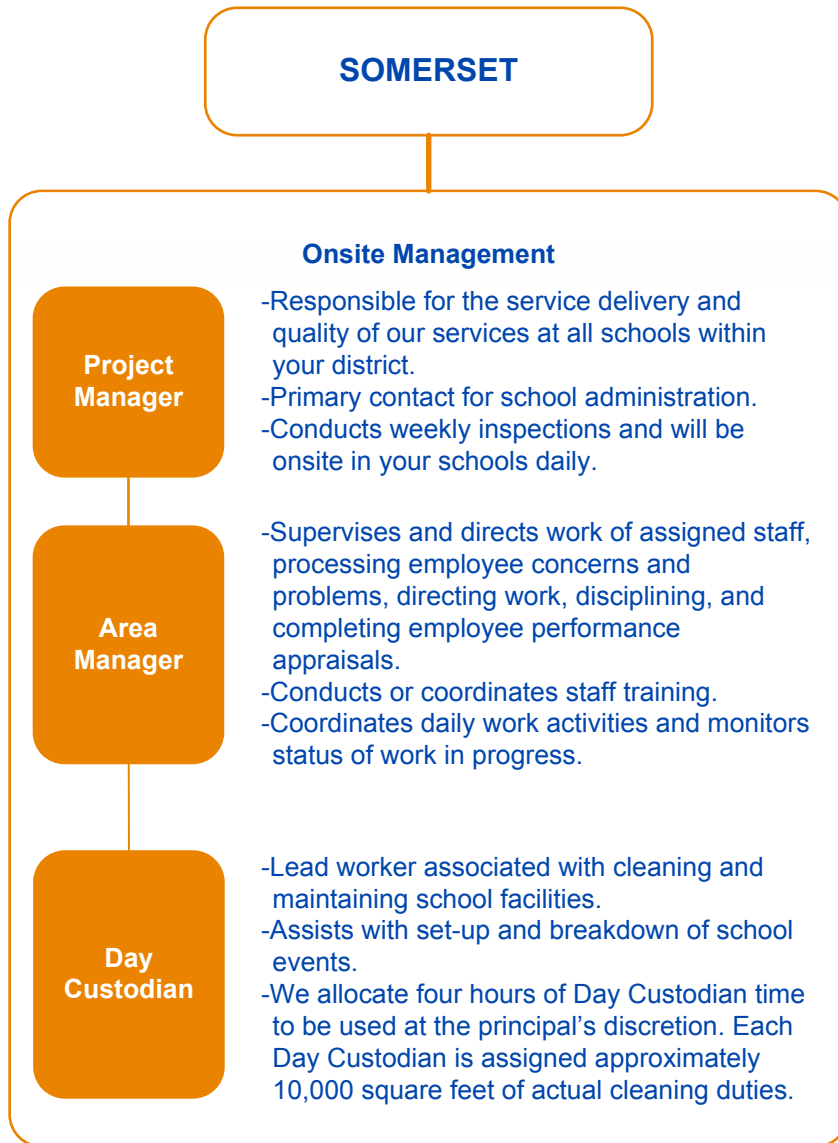 SOMERSET
Onsite Management
Project
Manager
-Responsible for the service delivery and
quality of our services at all schools within
your district.
-Primary contact for school administration.
-Conducts weekly inspections and will be
onsite in your schools daily.
Area
Manager
-Supervises and directs work of assigned staff,
processing employee concerns and
problems, directing work, disciplining, and
completing employee performance
appraisals.
-Conducts or coordinates staff training.
-Coordinates daily work activities and monitors
status of work in progress.
Day
Custodian
-Lead worker associated with cleaning and
maintaining school facilities.
-Assists with set-up and breakdown of school
events.
-We allocate four hours of Day Custodian time
to be used at the principal’s discretion. Each
Day Custodian is assigned approximately
10,000 square feet of actual cleaning duties.